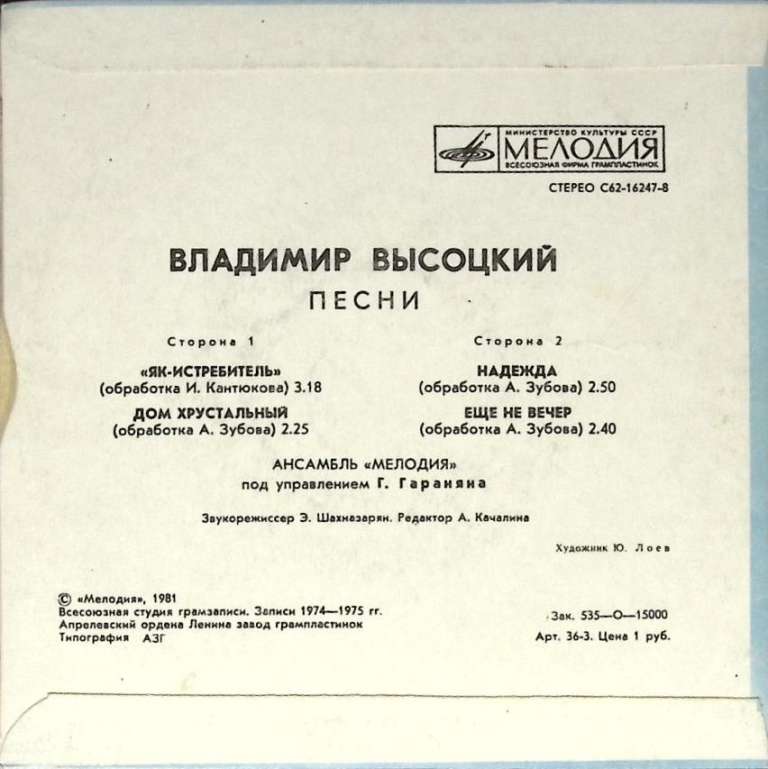 МИНИСТЕРСТВО КУЛЬТУРЫ СССР
МЕЛОДИЯ
ВСЕСОЮЗНАЯ ФИРМА ГРАМПЛАСТИНОК
СТЕРЕО С62-16247-8
ВЛАДИМИР ВЫСОЦКИЙ
ПЕСНИ
Сторона 1
«ЯК-ИСТРЕБИТЕЛЬ»
(обработка И. Кантюкова) 3.18
ДОМ ХРУСТАЛЬНЫЙ
(обработка А. Зубова) 2.25
Сторона 2
НАДЕЖДА
(обработка А. Зубова) 2.50
ЕЩЕ НЕ ВЕЧЕР
(обработка А. Зубова) 2.40
АНСАМБЛЬ «МЕЛОДИЯ»
под управлением Г. Гараняна
Звукорежиссер Э. Шахназарян. Редактор А. Качалина
Художник Ю. Лоев
© «Мелодия», 1981
Всесоюзная студия грамзаписи. Записи 1974—1975 гг.
Апрелевский ордена Ленина завод грампластинок
Типография АЗГ
Зак. 535—О—15000
Арт. 36-3. Цена 1 руб.